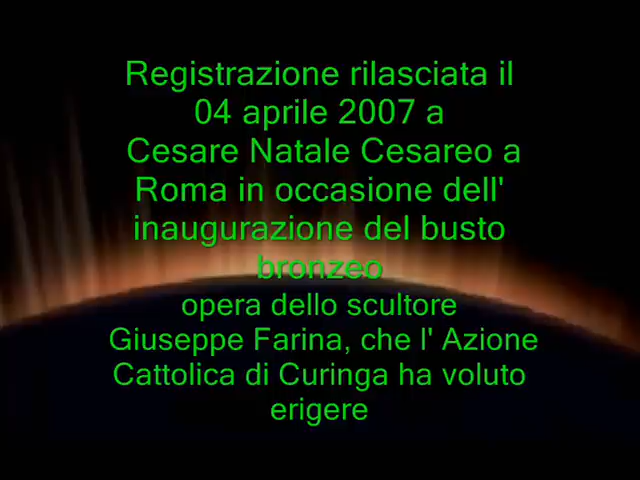 Registrazione rilasciata il
04 aprile 2007 a
Cesare Natale Cesareo a
Roma in occasione dell'
inaugurazione del busto
bronzeo
opera dello scultore
Giuseppe Farina, che l' Azione
Cattolica di Curinga ha voluto
erigere